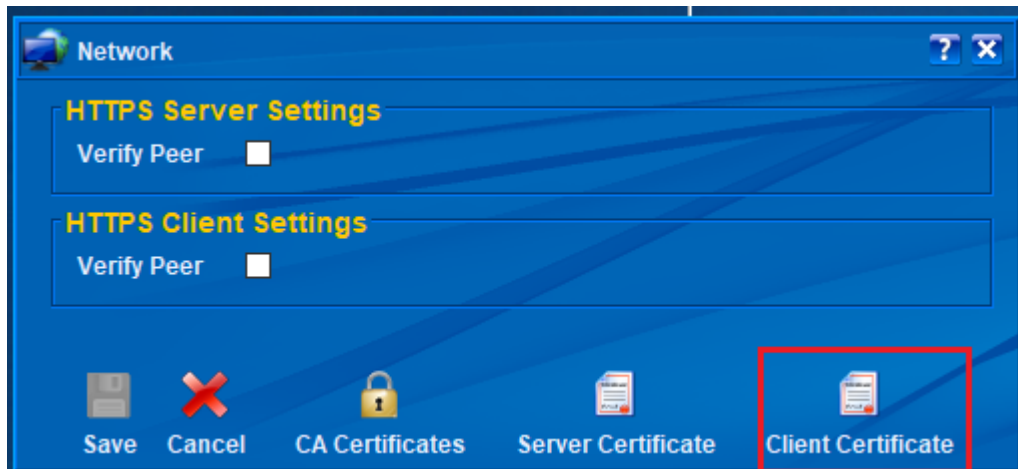 Network
HTTPS Server Settings
Verify Peer
HTTPS Client Settings
Verify Peer
Save Cancel CA Certificates Server Certificate Client Certificate